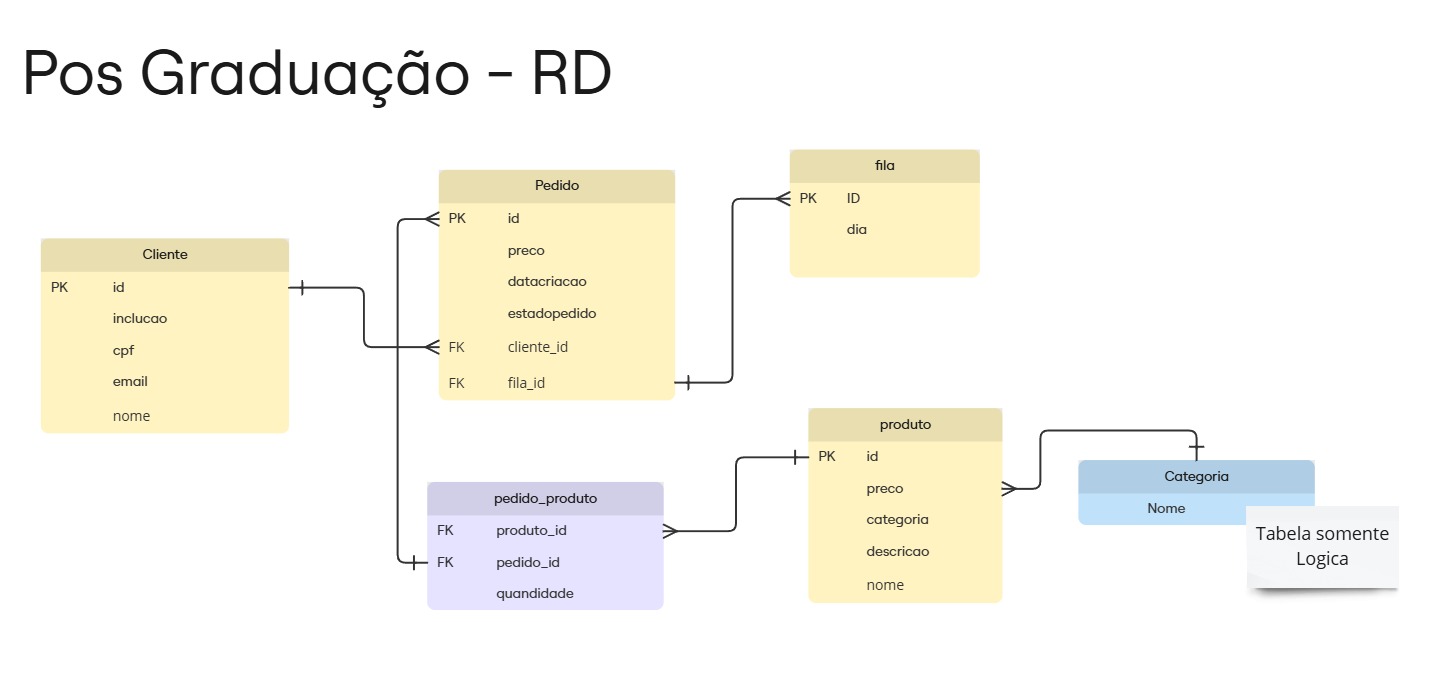 Pos Graduação - RD
Cliente
PK id
inclucao
cpf
email
nome
Pedido
PK id
preco
datacriacao
estadopedido
FK cliente_id
FK fila_id
fila
PK ID
dia
pedido_produto
FK produto_id
FK pedido_id
quandidade
produto
PK id
preco
categoria
descricao
nome
Categoria
Nome
Tabela somente
Logica